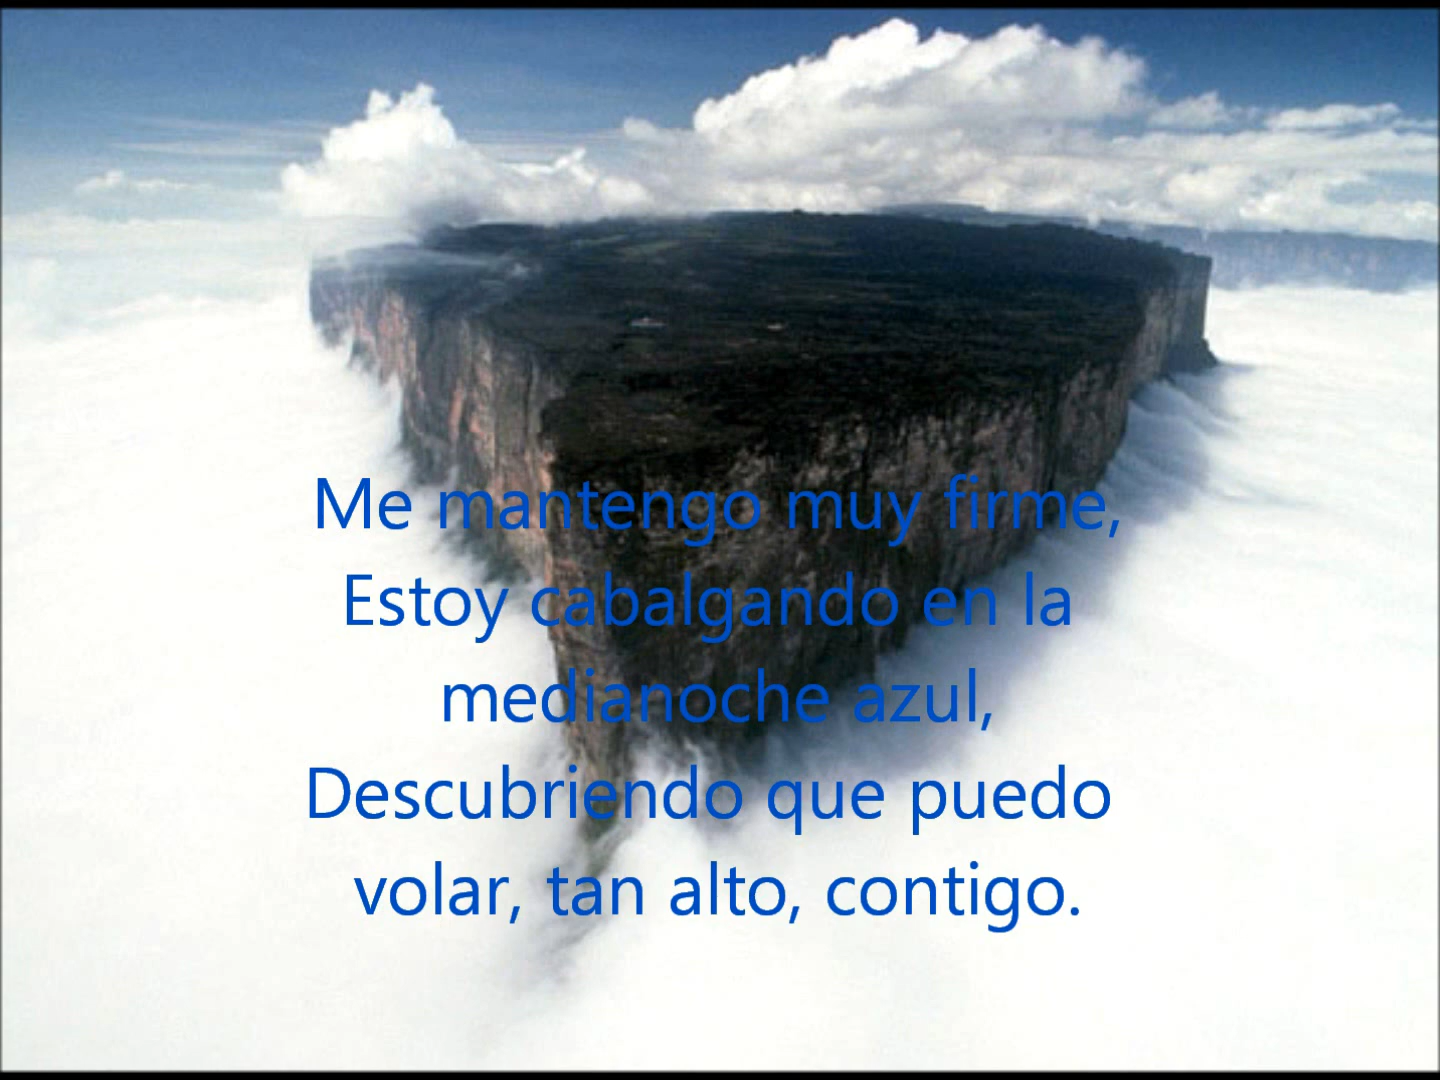 Me mantengo muy firme,
Estoy cabalgando en la
medianoche azul,
Descubriendo que puedo
volar, tan alto, contigo.